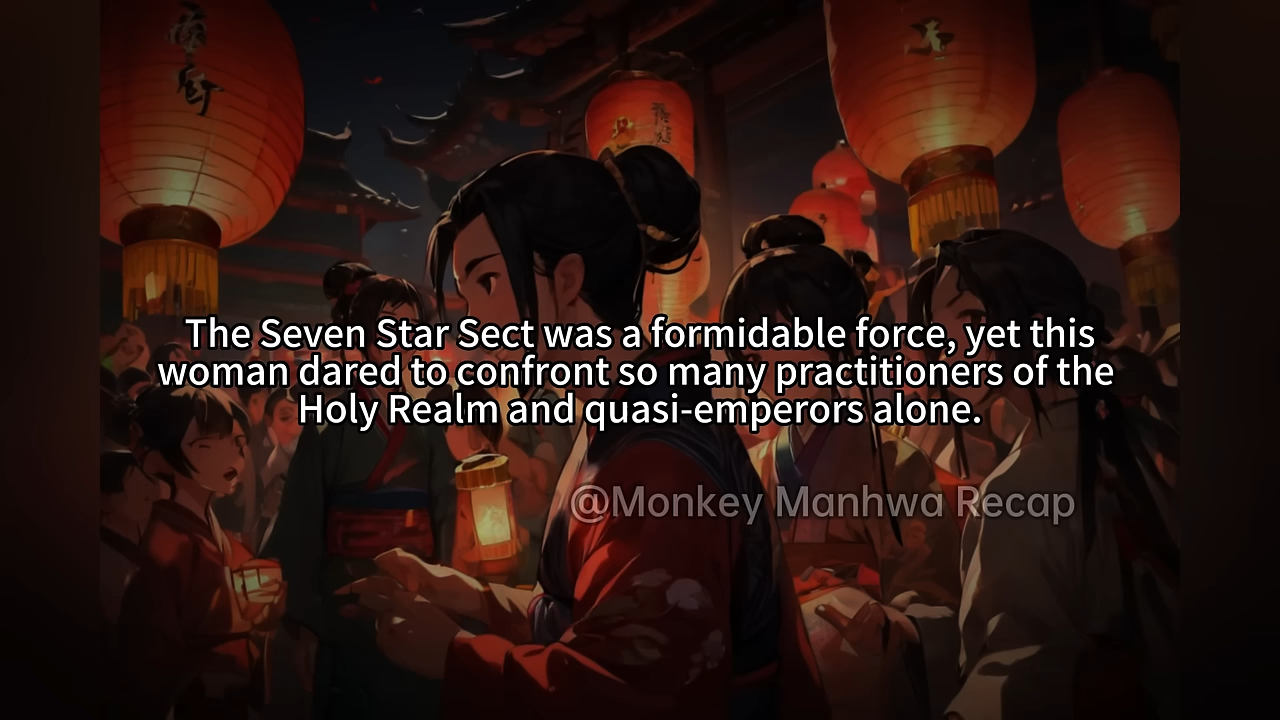 The Seven Star Sect was a formidable force, yet this
woman dared to confront so many practitioners of the
Holy Realm and quasi-emperors alone.
@Monkey Manhwa Recap